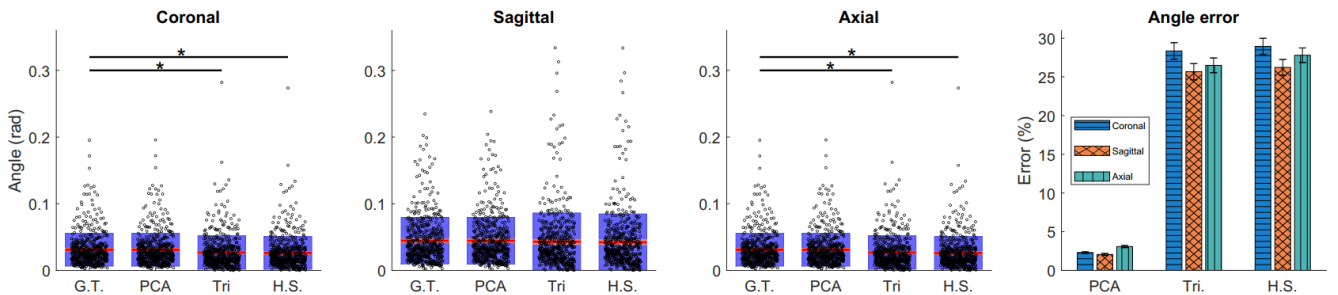 Coronal
Sagittal
Axial
Angle error
Angle (rad)
0.3
0.2
0.1
0
*
*
G.T.
PCA
Tri
H.S.
0.3
0.2
0.1
0
G.T.
PCA
Tri
H.S.
0.3
0.2
0.1
0
*
*
G.T.
PCA
Tri
H.S.
Error (%)
30
25
20
15
10
5
0
Coronal
Sagittal
Axial
PCA
Tri.
H.S.